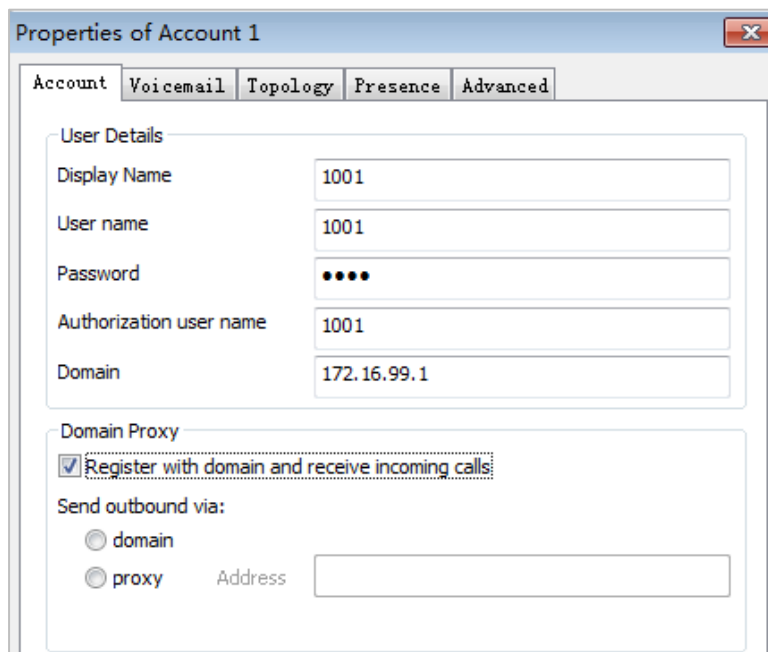 Properties of Account 1
Account Voicemail Topology Presence Advanced
User Details
Display Name 1001
User name 1001
Password ••••
Authorization user name 1001
Domain 172.16.99.1
Domain Proxy
Register with domain and receive incoming calls
Send outbound via:
domain
proxy Address